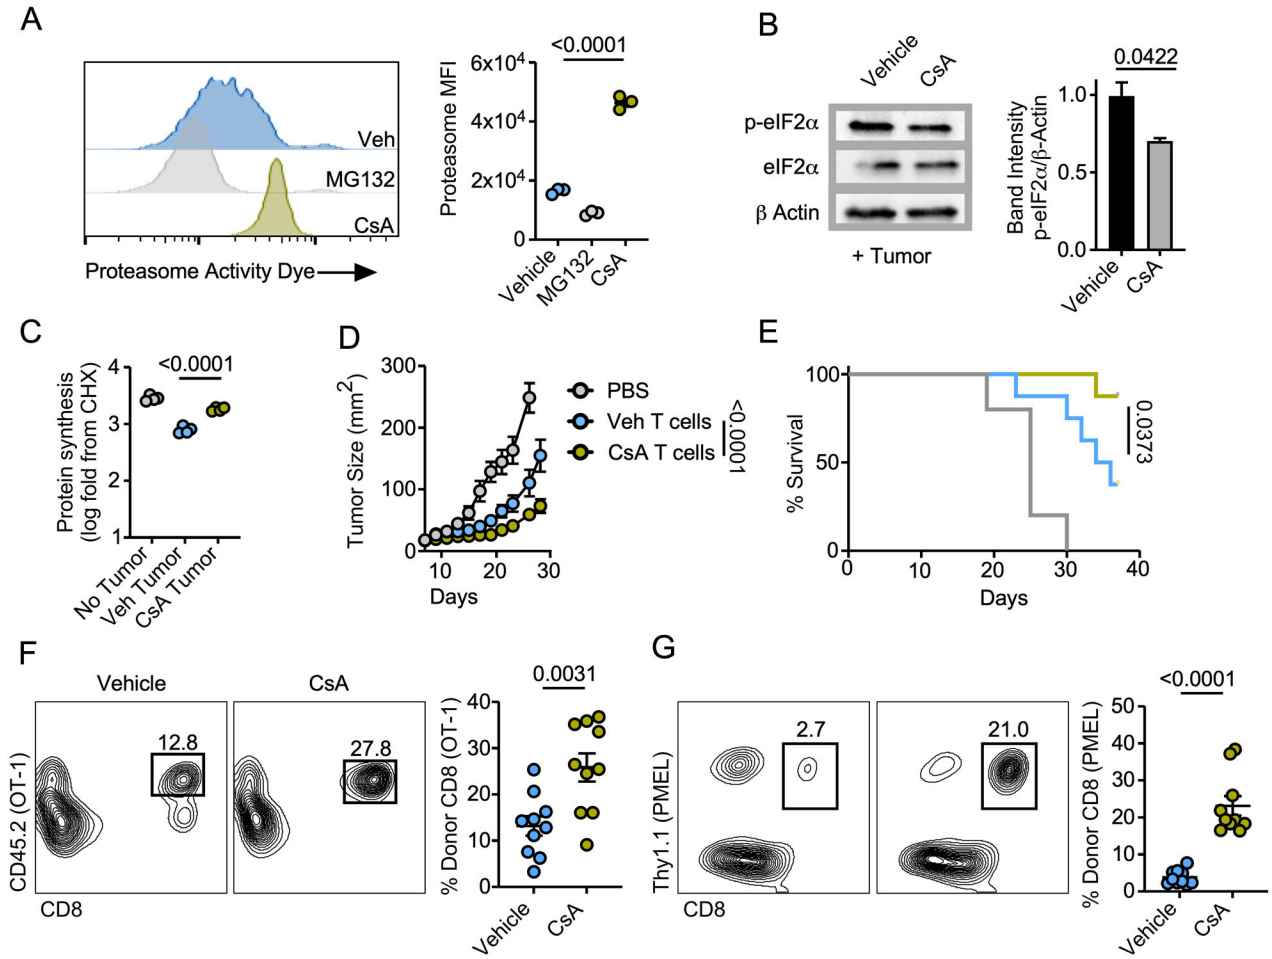 A
Veh
MG132
CsA
Proteasome Activity Dye
Proteasome MFI
<0.0001
6x10⁴
4x10⁴
2x10⁴
0
Vehicle
MG132
CsA
B
Vehicle
CsA
p-eIF2α
eIF2α
β Actin
+ Tumor
Band Intensity
p-eIF2α/β-Actin
0.0422
1.0
0.5
0.0
Vehicle
CsA
C
Protein synthesis
(log fold from CHX)
<0.0001
4
3
2
1
No Tumor
Veh Tumor
CsA Tumor
D
Tumor Size (mm²)
300
200
100
0
10 20 30
Days
PBS
Veh T cells
CsA T cells
<0.0001
E
% Survival
100
50
0
0 10 20 30 40
Days
0.0373
F
Vehicle
CsA
12.8
27.8
CD45.2 (OT-1)
CD8
% Donor CD8 (OT-1)
0.0031
40
30
20
10
0
Vehicle
CsA
G
2.7
21.0
Thy1.1 (PMEL)
CD8
% Donor CD8 (PMEL)
<0.0001
50
40
30
20
10
0
Vehicle
CsA